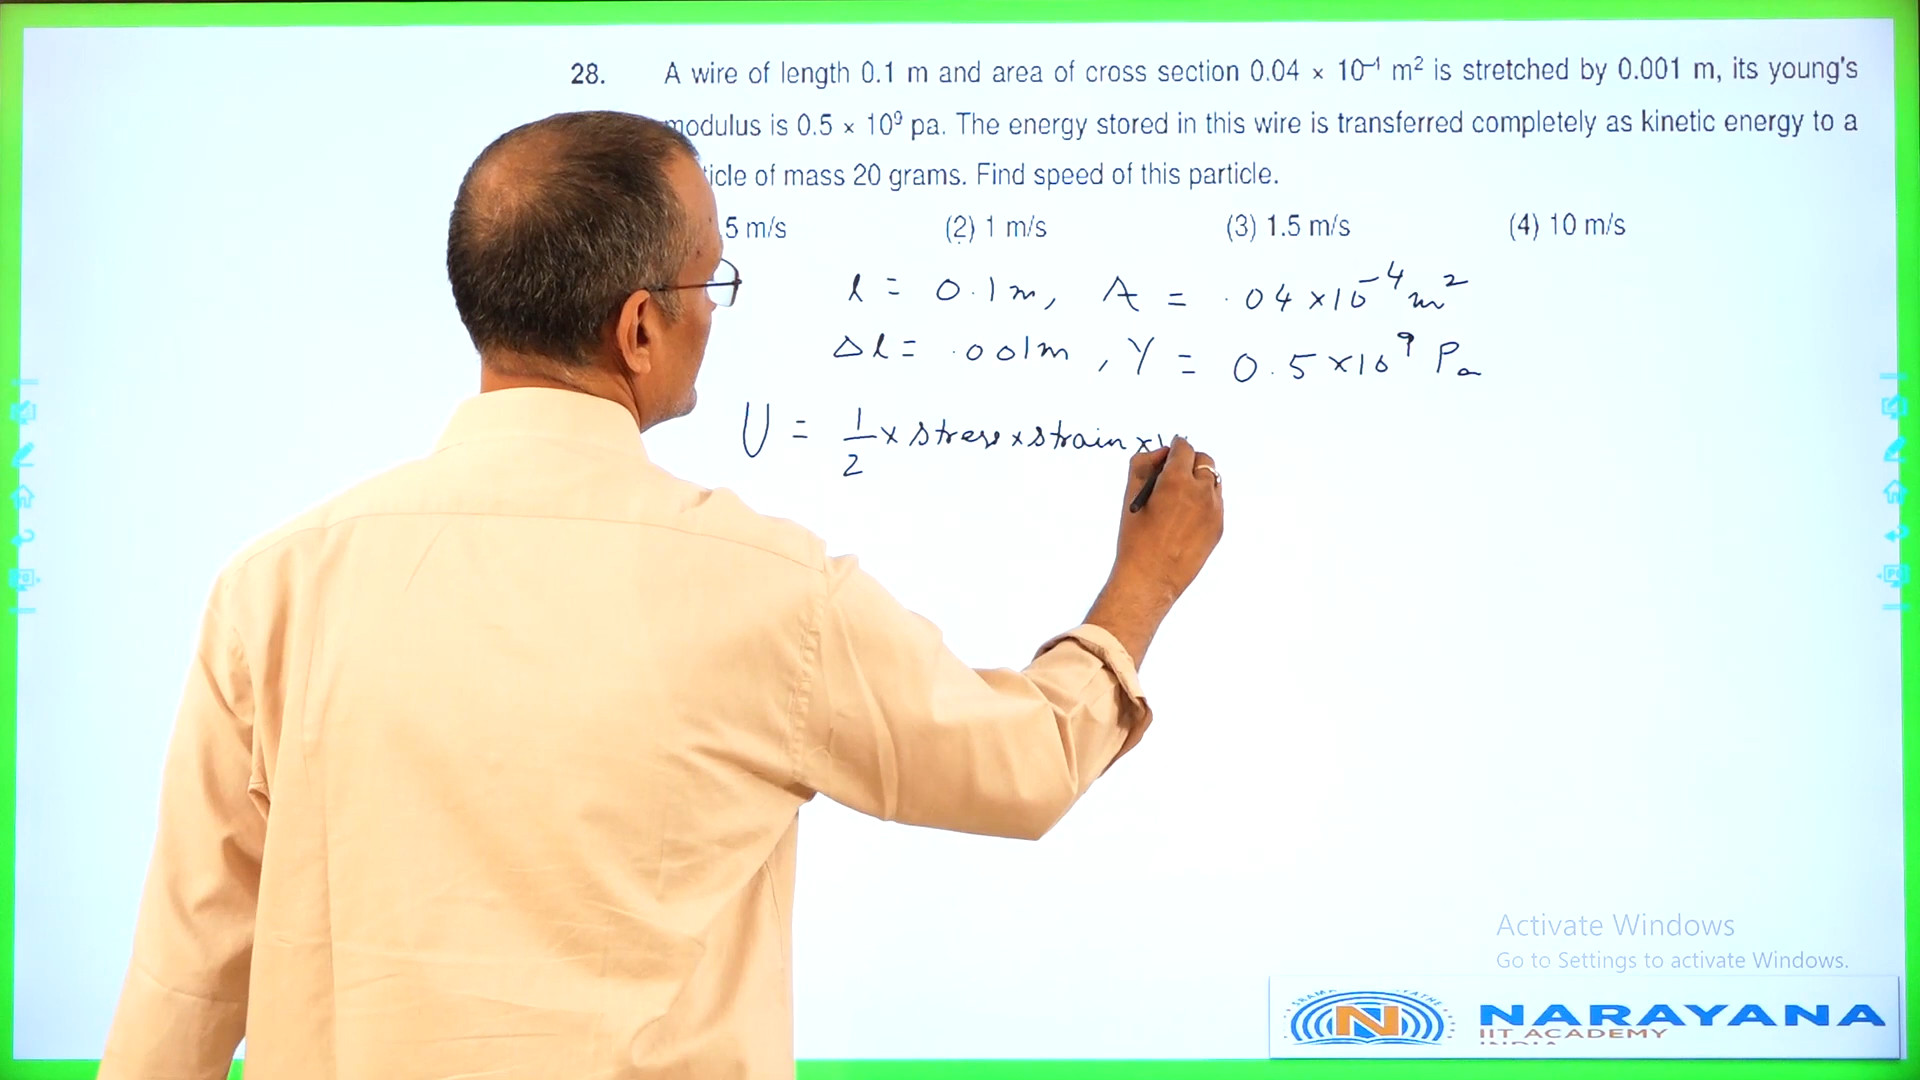 28. A wire of length 0.1 m and area of cross section 0.04 × 10⁻⁴ m² is stretched by 0.001 m, its young's
modulus is 0.5 × 10⁹ pa. The energy stored in this wire is transferred completely as kinetic energy to a
icle of mass 20 grams. Find speed of this particle.
.5 m/s (2) 1 m/s (3) 1.5 m/s (4) 10 m/s
l = 0.1m, A = .04×10⁻⁴m²
Δl = .001m, Y = 0.5×10⁹ Pa
U = 1/2 × stress × strain ×
Activate Windows
Go to Settings to activate Windows.
N NARAYANA
IIT ACADEMY
INDIA